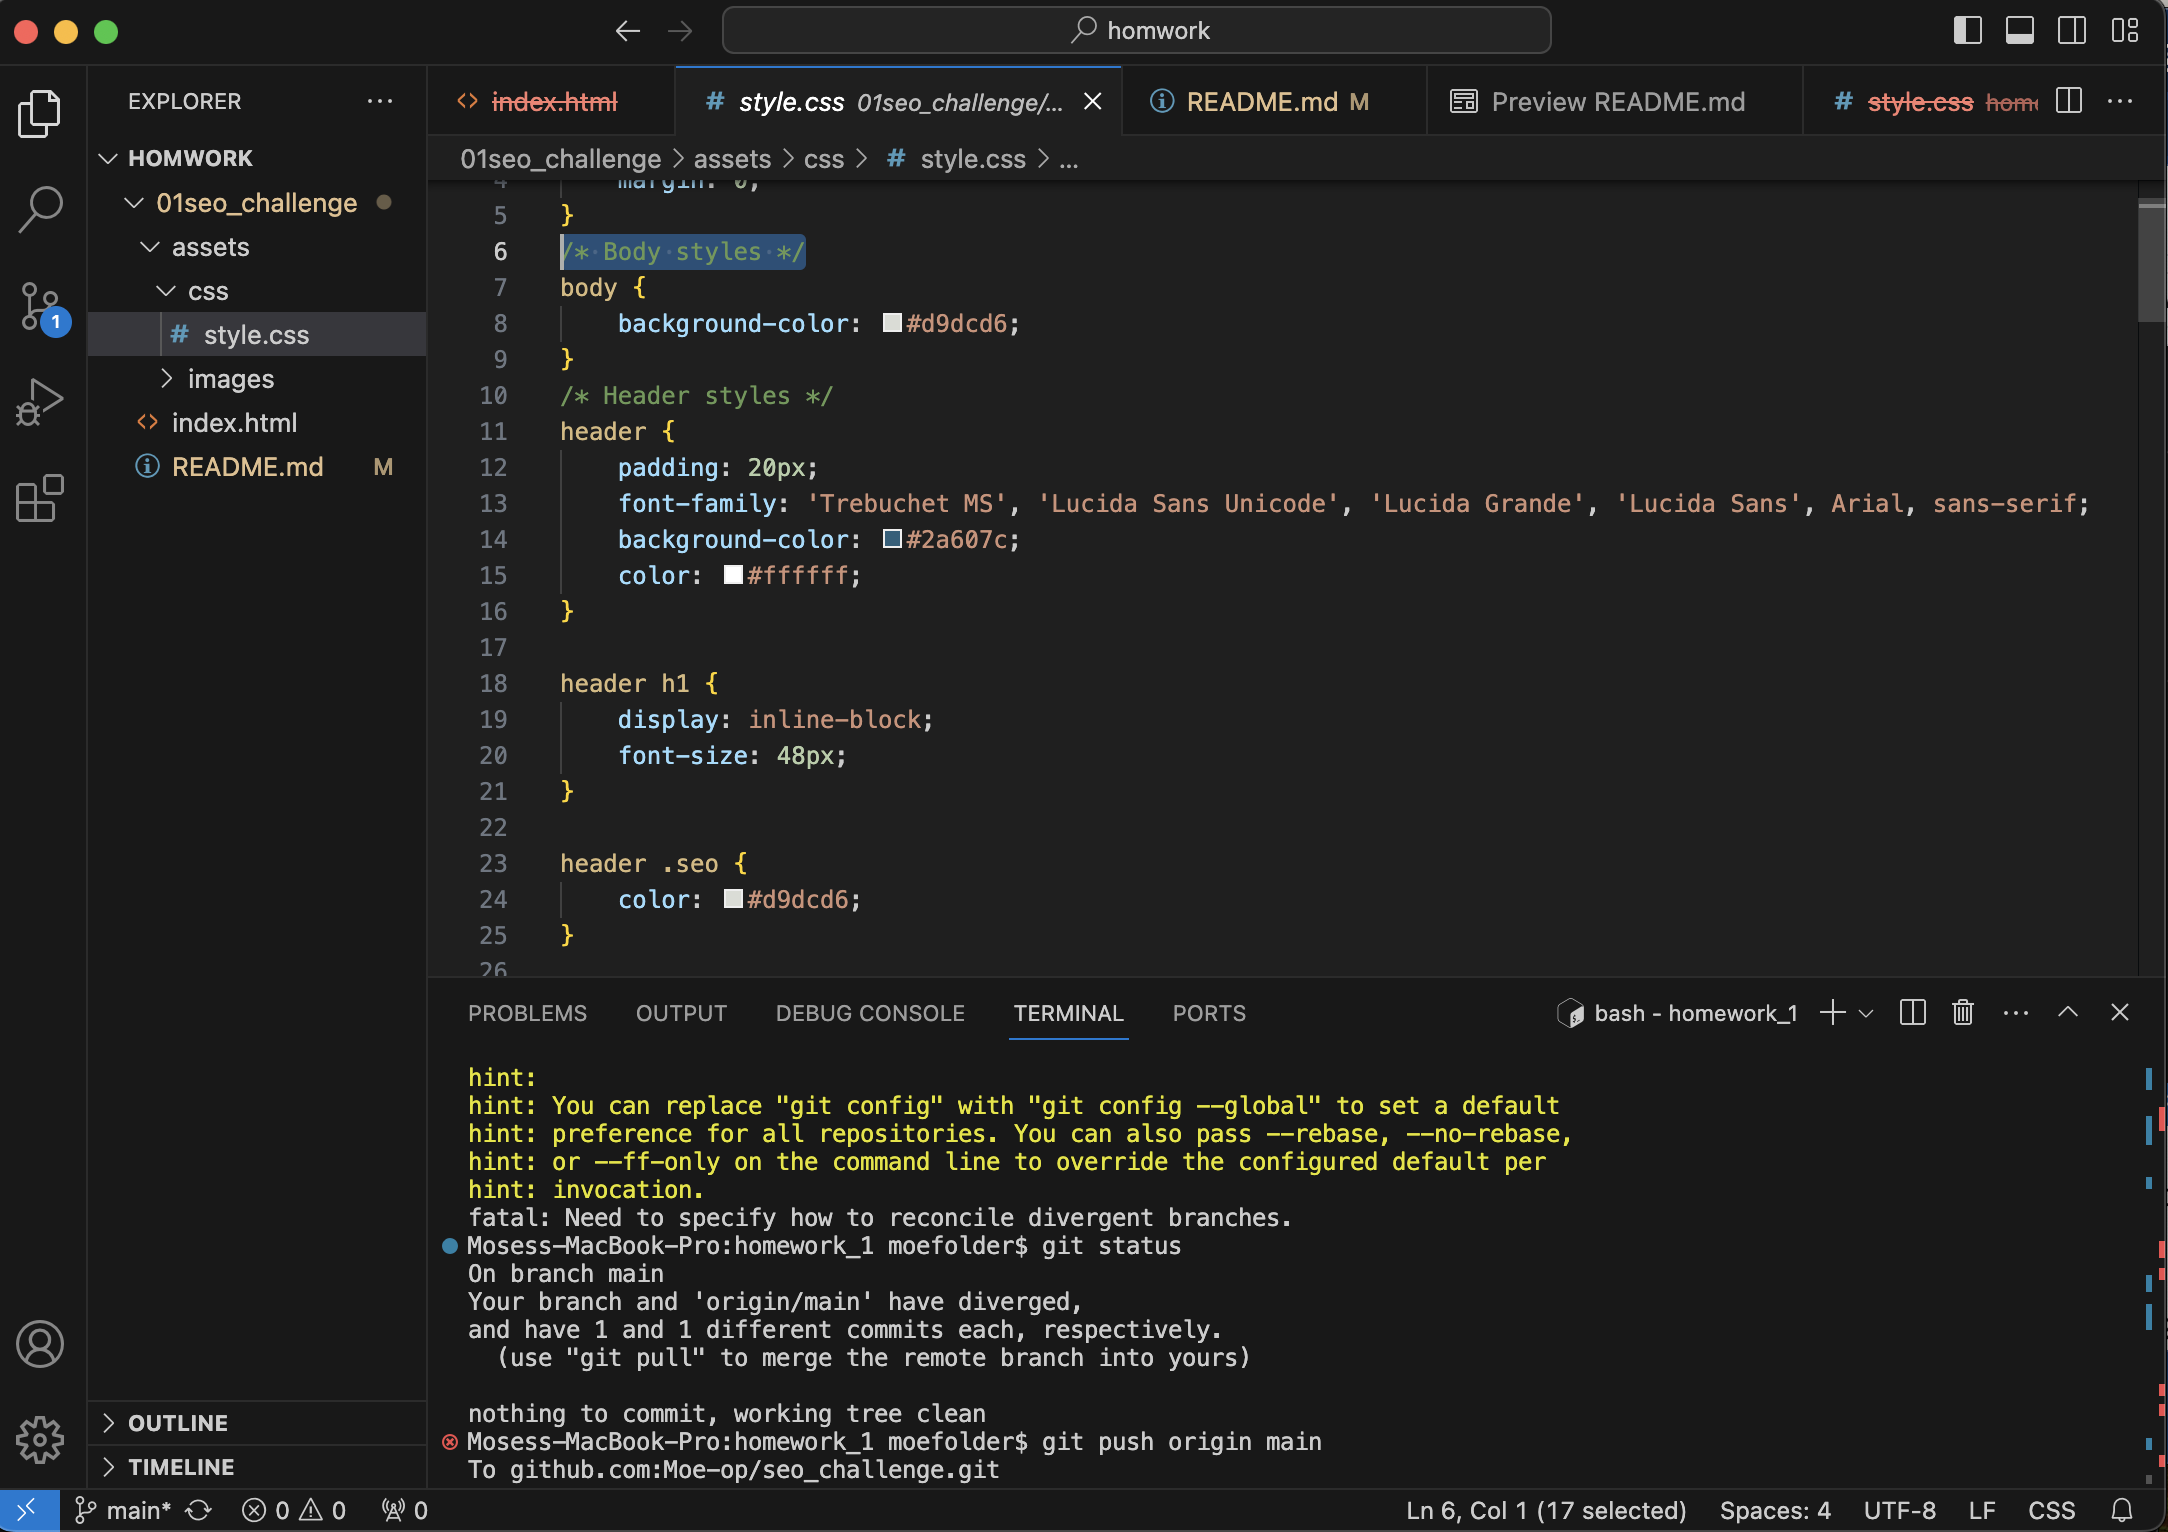 homwork
EXPLORER
HOMWORK
01seo_challenge
assets
css
style.css
images
index.html
README.md M
OUTLINE
TIMELINE
index.html
style.css 01seo_challenge/...
README.md M
Preview README.md
style.css
01seo_challenge > assets > css > # style.css > ...
4 margin: 0;
5 }
6 /* Body styles */
7 body {
8 background-color: #d9dcd6;
9 }
10 /* Header styles */
11 header {
12 padding: 20px;
13 font-family: 'Trebuchet MS', 'Lucida Sans Unicode', 'Lucida Grande', 'Lucida Sans', Arial, sans-serif;
14 background-color: #2a607c;
15 color: #ffffff;
16 }
17
18 header h1 {
19 display: inline-block;
20 font-size: 48px;
21 }
22
23 header .seo {
24 color: #d9dcd6;
25 }
26
PROBLEMS OUTPUT DEBUG CONSOLE TERMINAL PORTS
bash - homework_1
hint:
hint: You can replace "git config" with "git config --global" to set a default
hint: preference for all repositories. You can also pass --rebase, --no-rebase,
hint: or --ff-only on the command line to override the configured default per
hint: invocation.
fatal: Need to specify how to reconcile divergent branches.
Mosess-MacBook-Pro:homework_1 moefolder$ git status
On branch main
Your branch and 'origin/main' have diverged,
and have 1 and 1 different commits each, respectively.
(use "git pull" to merge the remote branch into yours)
nothing to commit, working tree clean
Mosess-MacBook-Pro:homework_1 moefolder$ git push origin main
To github.com:Moe-op/seo_challenge.git
1
main* 0 0 0
Ln 6, Col 1 (17 selected) Spaces: 4 UTF-8 LF CSS